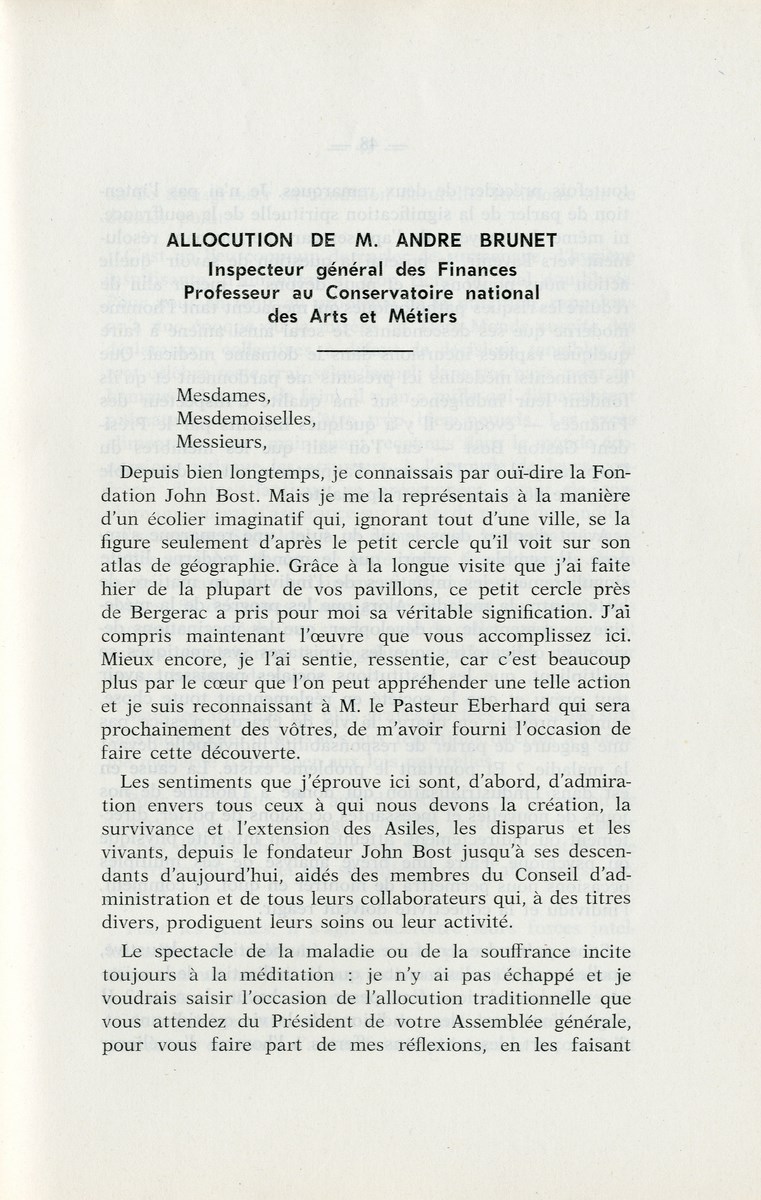 ALLOCUTION DE M. ANDRE BRUNET
Inspecteur général des Finances
Professeur au Conservatoire national
des Arts et Métiers
Mesdames,
Mesdemoiselles,
Messieurs,
Depuis bien longtemps, je connaissais par ouï-dire la Fon-
dation John Bost. Mais je me la représentais à la manière
d'un écolier imaginatif qui, ignorant tout d'une ville, se la
figure seulement d'après le petit cercle qu'il voit sur son
atlas de géographie. Grâce à la longue visite que j'ai faite
hier de la plupart de vos pavillons, ce petit cercle près
de Bergerac a pris pour moi sa véritable signification. J'ai
compris maintenant l'œuvre que vous accomplissez ici.
Mieux encore, je l'ai sentie, ressentie, car c'est beaucoup
plus par le cœur que l'on peut appréhender une telle action
et je suis reconnaissant à M. le Pasteur Eberhard qui sera
prochainement des vôtres, de m'avoir fourni l'occasion de
faire cette découverte.
Les sentiments que j'éprouve ici sont, d'abord, d'admira-
tion envers tous ceux à qui nous devons la création, la
survivance et l'extension des Asiles, les disparus et les
vivants, depuis le fondateur John Bost jusqu'à ses descen-
dants d'aujourd'hui, aidés des membres du Conseil d'ad-
ministration et de tous leurs collaborateurs qui, à des titres
divers, prodiguent leurs soins ou leur activité.
Le spectacle de la maladie ou de la souffrance incite
toujours à la méditation : je n'y ai pas échappé et je
voudrais saisir l'occasion de l'allocution traditionnelle que
vous attendez du Président de votre Assemblée générale,
pour vous faire part de mes réflexions, en les faisant